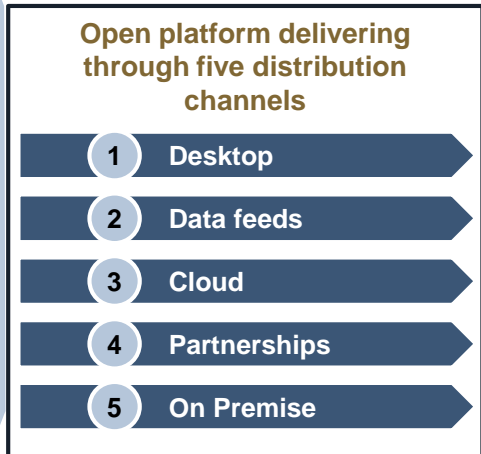 Open platform delivering
through five distribution
channels
1 Desktop
2 Data feeds
3 Cloud
4 Partnerships
5 On Premise